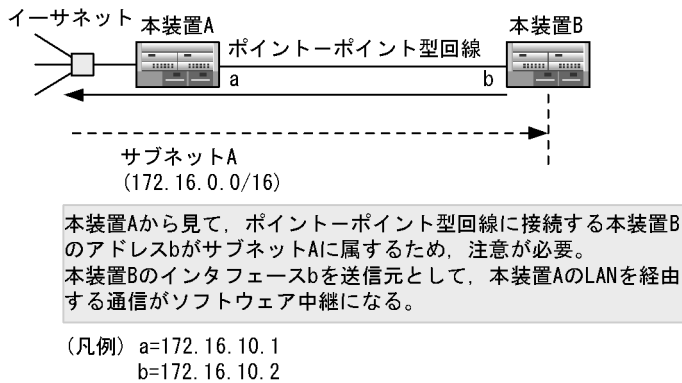 イーサネット
本装置A
本装置B
ポイントーポイント型回線
a
b
サブネットA
(172.16.0.0/16)
本装置Aから見て，ポイントーポイント型回線に接続する本装置B
のアドレスbがサブネットAに属するため，注意が必要。
本装置Bのインタフェースbを送信元として，本装置AのLANを経由
する通信がソフトウェア中継になる。
(凡例) a=172.16.10.1
b=172.16.10.2